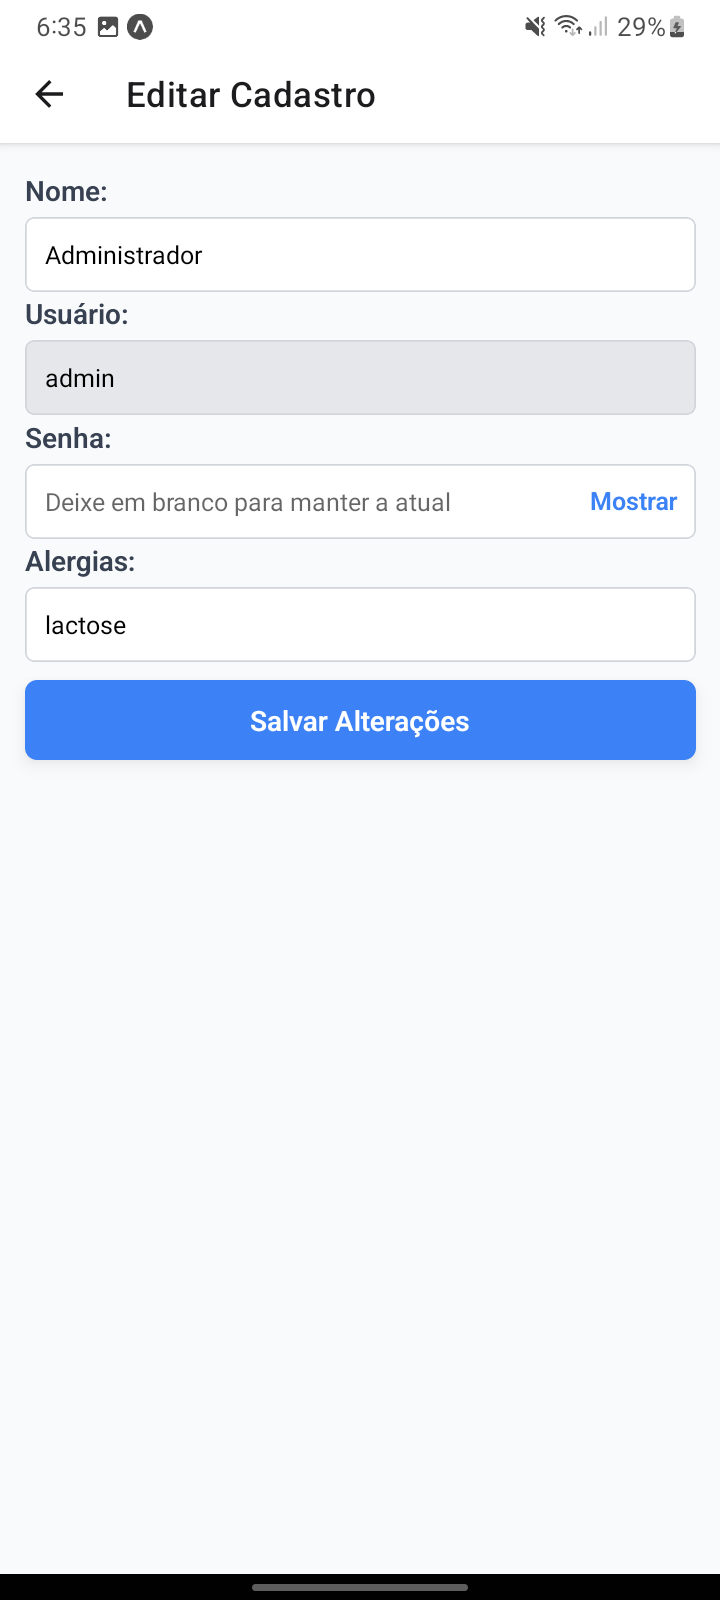 6:35 29%
Editar Cadastro
Nome:
Administrador
Usuário:
admin
Senha:
Deixe em branco para manter a atual Mostrar
Alergias:
lactose
Salvar Alterações